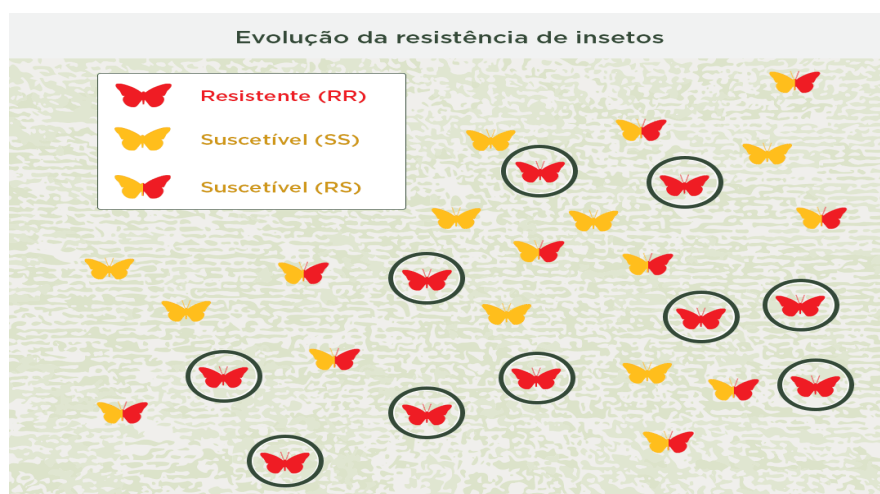 Evolução da resistência de insetos
Resistente (RR)
Suscetível (SS)
Suscetível (RS)